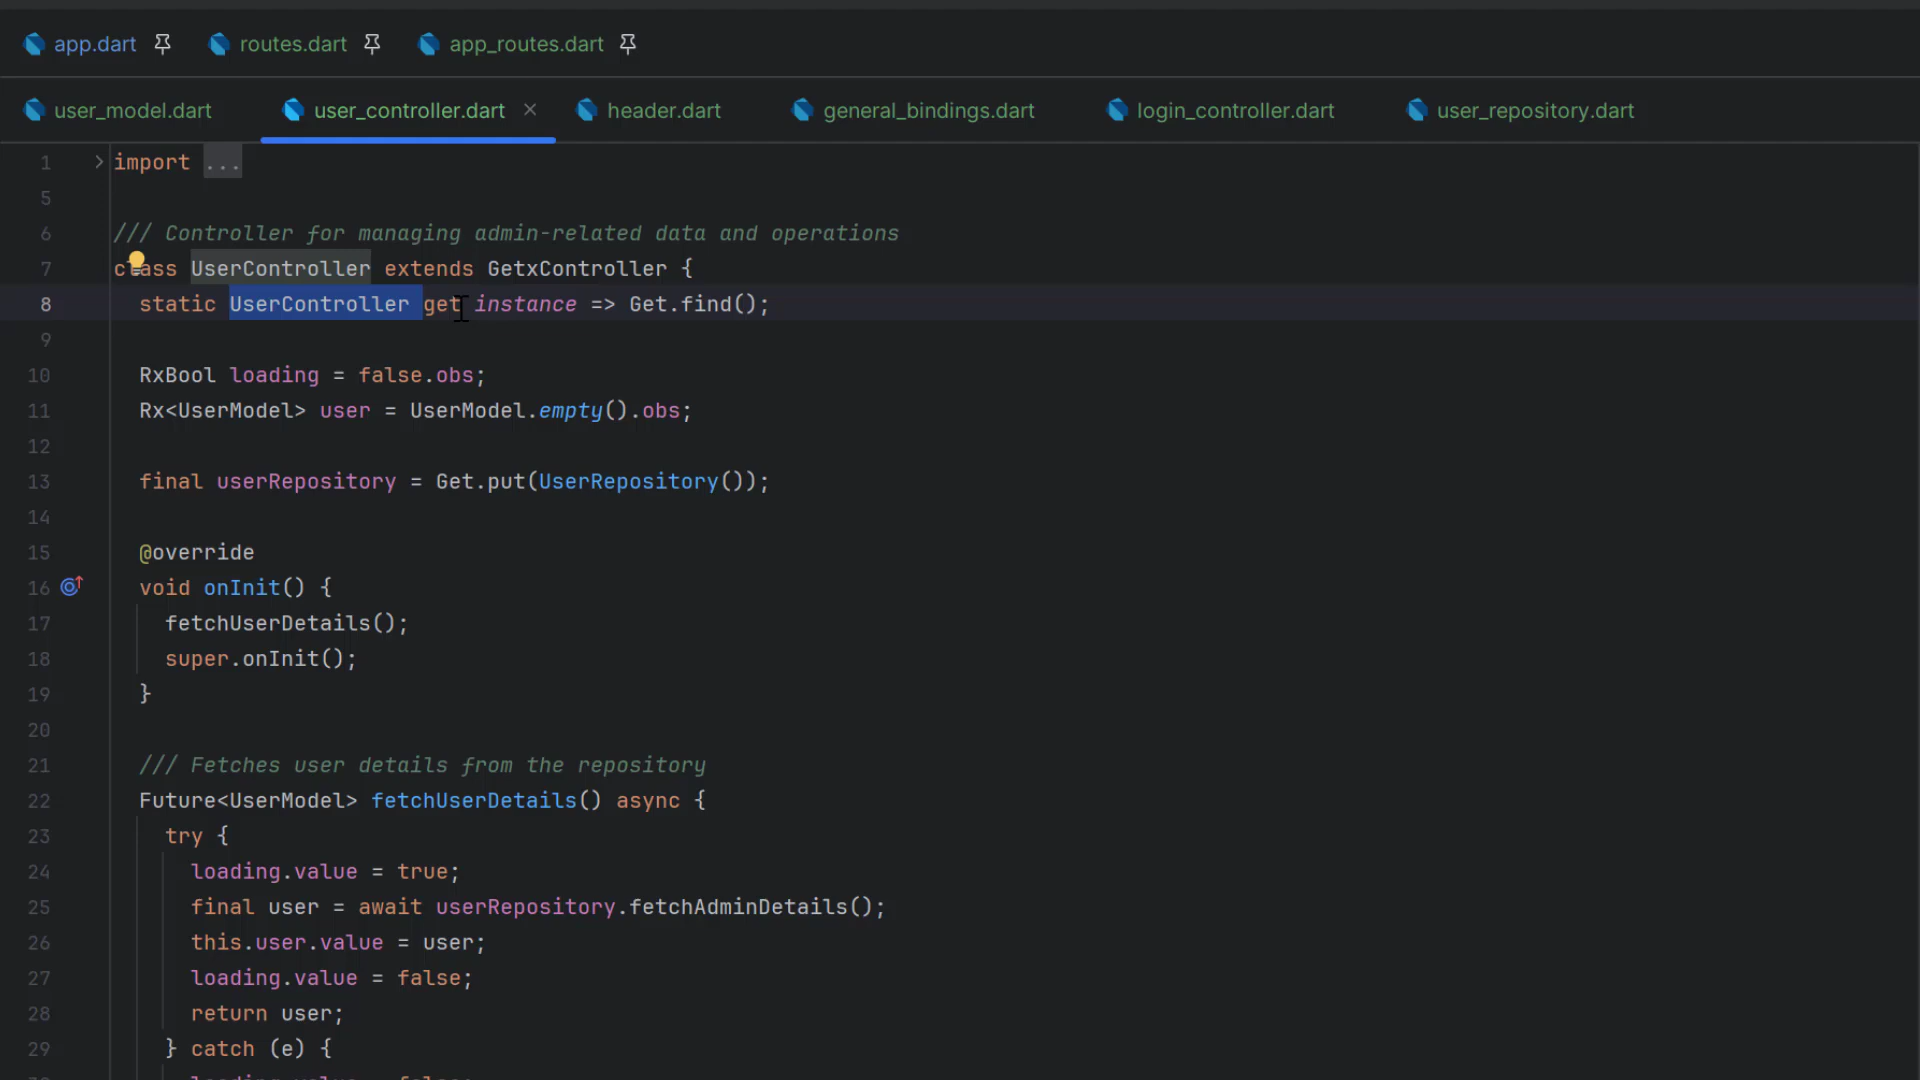 app.dart routes.dart app_routes.dart
user_model.dart user_controller.dart header.dart general_bindings.dart login_controller.dart user_repository.dart
1 import ...
5
6 /// Controller for managing admin-related data and operations
7 class UserController extends GetxController {
8 static UserController get instance => Get.find();
9
10 RxBool loading = false.obs;
11 Rx<UserModel> user = UserModel.empty().obs;
12
13 final userRepository = Get.put(UserRepository());
14
15 @override
16 void onInit() {
17 fetchUserDetails();
18 super.onInit();
19 }
20
21 /// Fetches user details from the repository
22 Future<UserModel> fetchUserDetails() async {
23 try {
24 loading.value = true;
25 final user = await userRepository.fetchAdminDetails();
26 this.user.value = user;
27 loading.value = false;
28 return user;
29 } catch (e) {